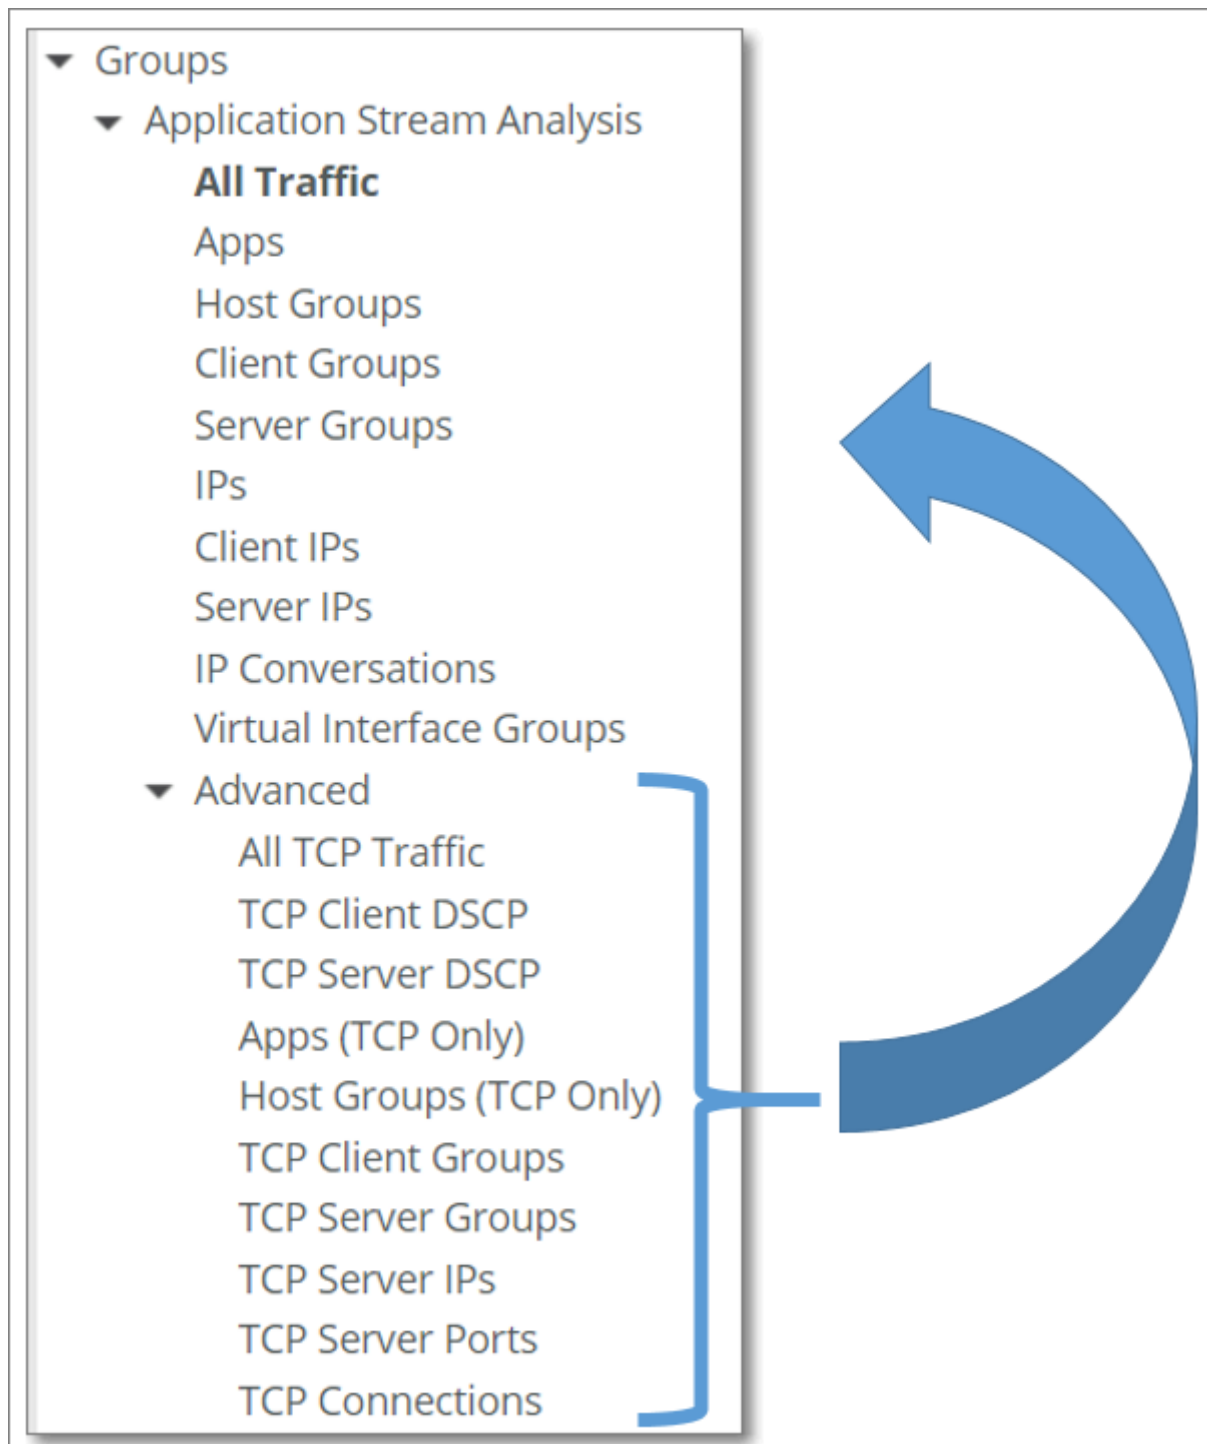 Groups
Application Stream Analysis
All Traffic
Apps
Host Groups
Client Groups
Server Groups
IPs
Client IPs
Server IPs
IP Conversations
Virtual Interface Groups
Advanced
All TCP Traffic
TCP Client DSCP
TCP Server DSCP
Apps (TCP Only)
Host Groups (TCP Only)
TCP Client Groups
TCP Server Groups
TCP Server IPs
TCP Server Ports
TCP Connections